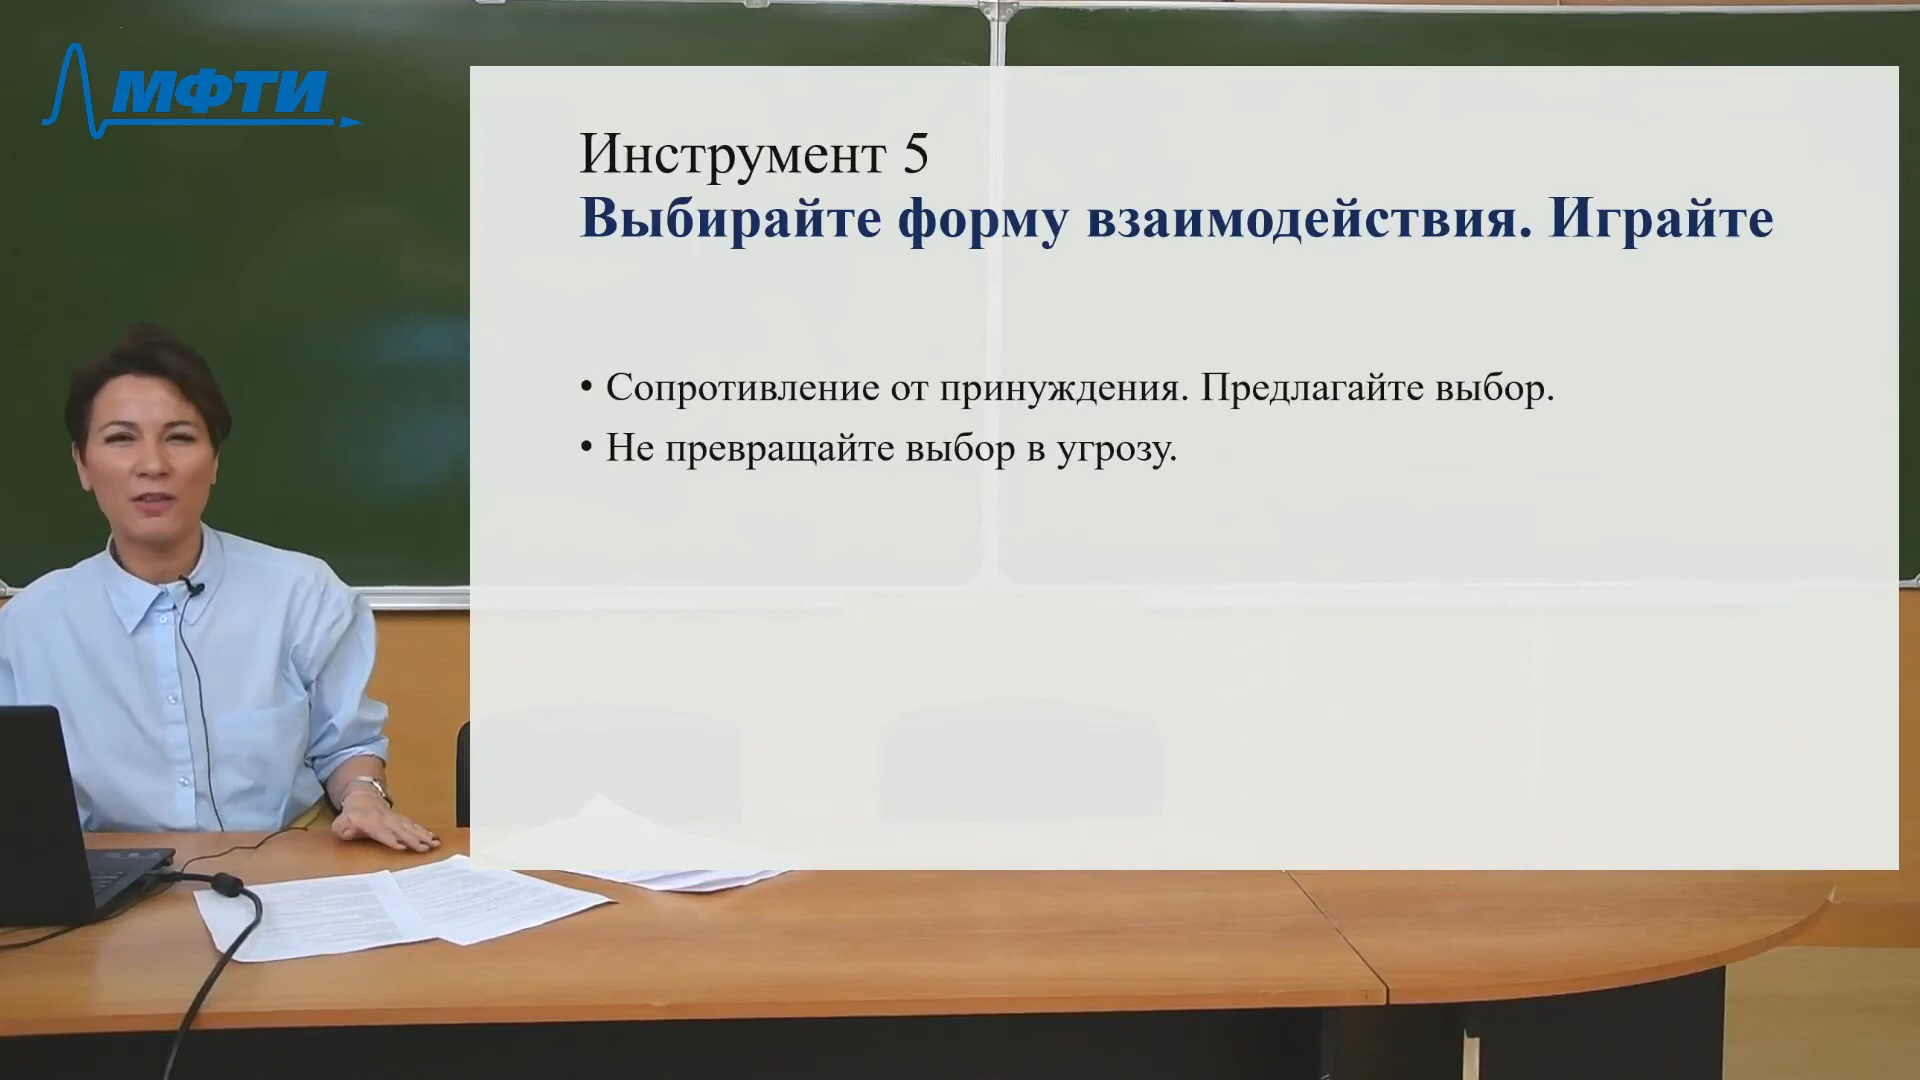 МФТИ
Инструмент 5
Выбирайте форму взаимодействия. Играйте
• Сопротивление от принуждения. Предлагайте выбор.
• Не превращайте выбор в угрозу.